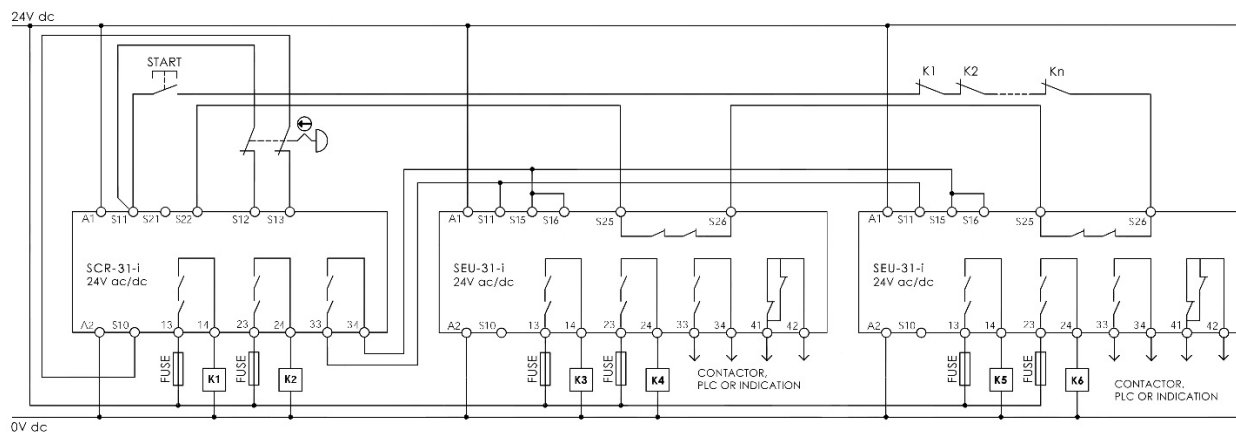 24V dc
START
K1 K2 Kn
A1 S11 S21 S22 S12 S13
A1 S11 S15 S16 S25 S26
A1 S11 S15 S16 S25 S26
SCR-31-i
24V ac/dc
SEU-31-i
24V ac/dc
SEU-31-i
24V ac/dc
A2 S10 13 14 23 24 33 34
A2 S10 13 14 23 24 33 34 41 42
A2 S10 13 14 23 24 33 34 41 42
FUSE K1 FUSE K2
FUSE K3 FUSE K4
CONTACTOR,
PLC OR INDICATION
FUSE K5 FUSE K6
CONTACTOR,
PLC OR INDICATION
0V dc